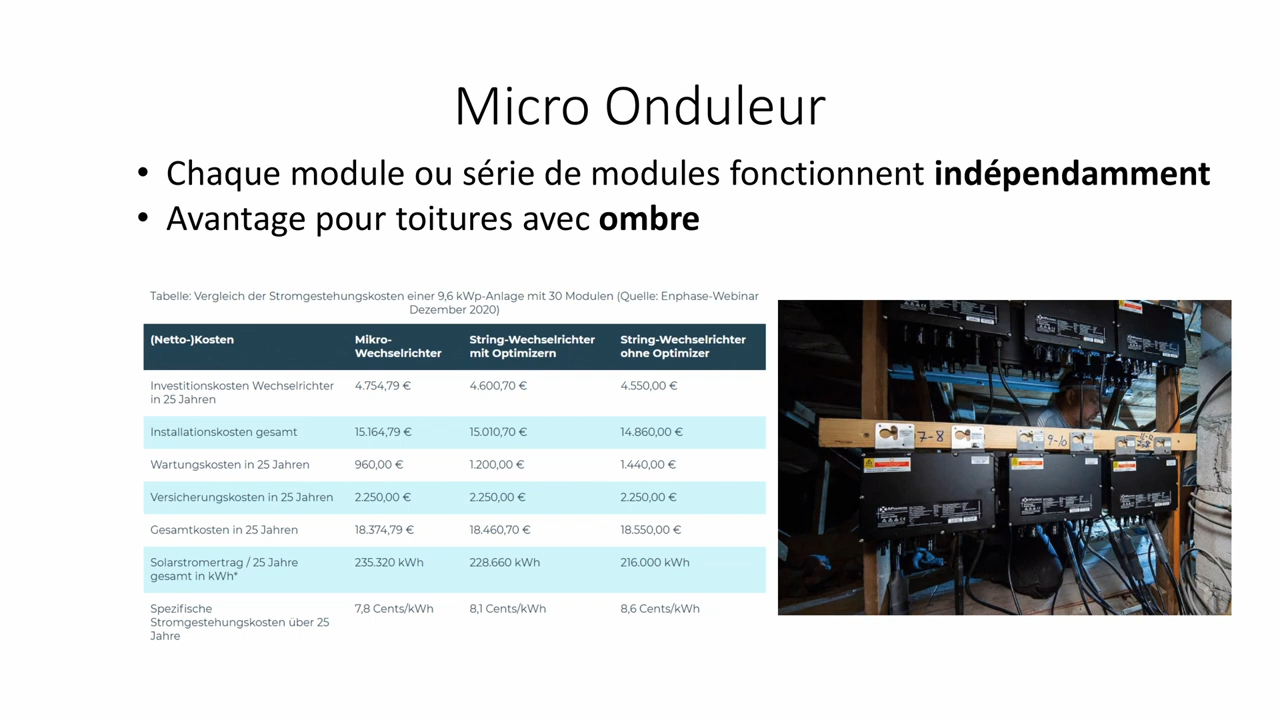 Micro Onduleur
• Chaque module ou série de modules fonctionnent indépendamment
• Avantage pour toitures avec ombre
Tabelle: Vergleich der Stromgestehungskosten einer 9,6 kWp-Anlage mit 30 Modulen (Quelle: Enphase-Webinar
Dezember 2020)
(Netto-)Kosten Mikro-Wechselrichter String-Wechselrichter mit Optimizern String-Wechselrichter ohne Optimizer
Investitionskosten Wechselrichter in 25 Jahren 4.754,79 € 4.600,70 € 4.550,00 €
Installationskosten gesamt 15.164,79 € 15.010,70 € 14.860,00 €
Wartungskosten in 25 Jahren 960,00 € 1.200,00 € 1.440,00 €
Versicherungskosten in 25 Jahren 2.250,00 € 2.250,00 € 2.250,00 €
Gesamtkosten in 25 Jahren 18.374,79 € 18.460,70 € 18.550,00 €
Solarstromertrag / 25 Jahre gesamt in kWh* 235.320 kWh 228.660 kWh 216.000 kWh
Spezifische Stromgestehungskosten über 25 Jahre 7,8 Cents/kWh 8,1 Cents/kWh 8,6 Cents/kWh
7-8
9-10